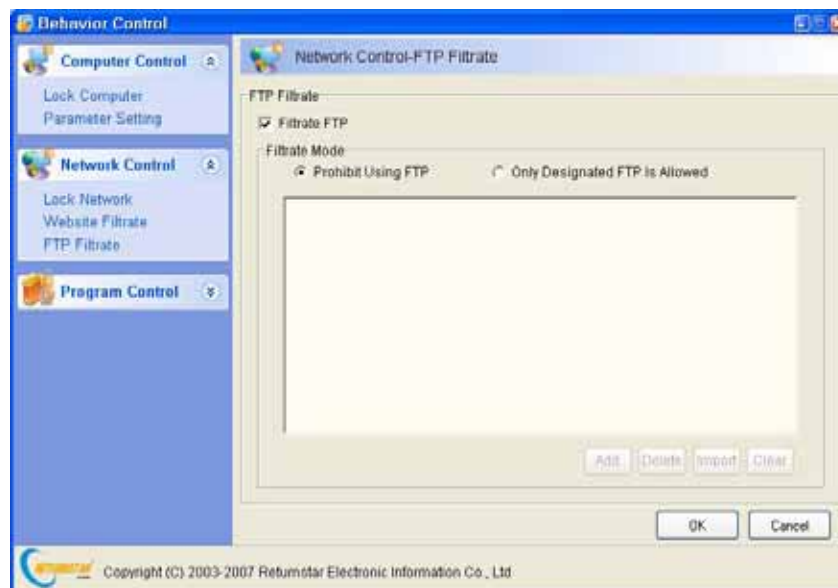 Behavior Control
Computer Control
Lock Computer
Parameter Setting
Network Control
Lock Network
Website Filtrate
FTP Filtrate
Program Control
Network Control-FTP Filtrate
FTP Filtrate
Filtrate FTP
Filtrate Mode
Prohibit Using FTP
Only Designated FTP Is Allowed
Add Delete Import Clear
OK Cancel
RETURNSTAR
Copyright (C) 2003-2007 Returnstar Electronic Information Co., Ltd